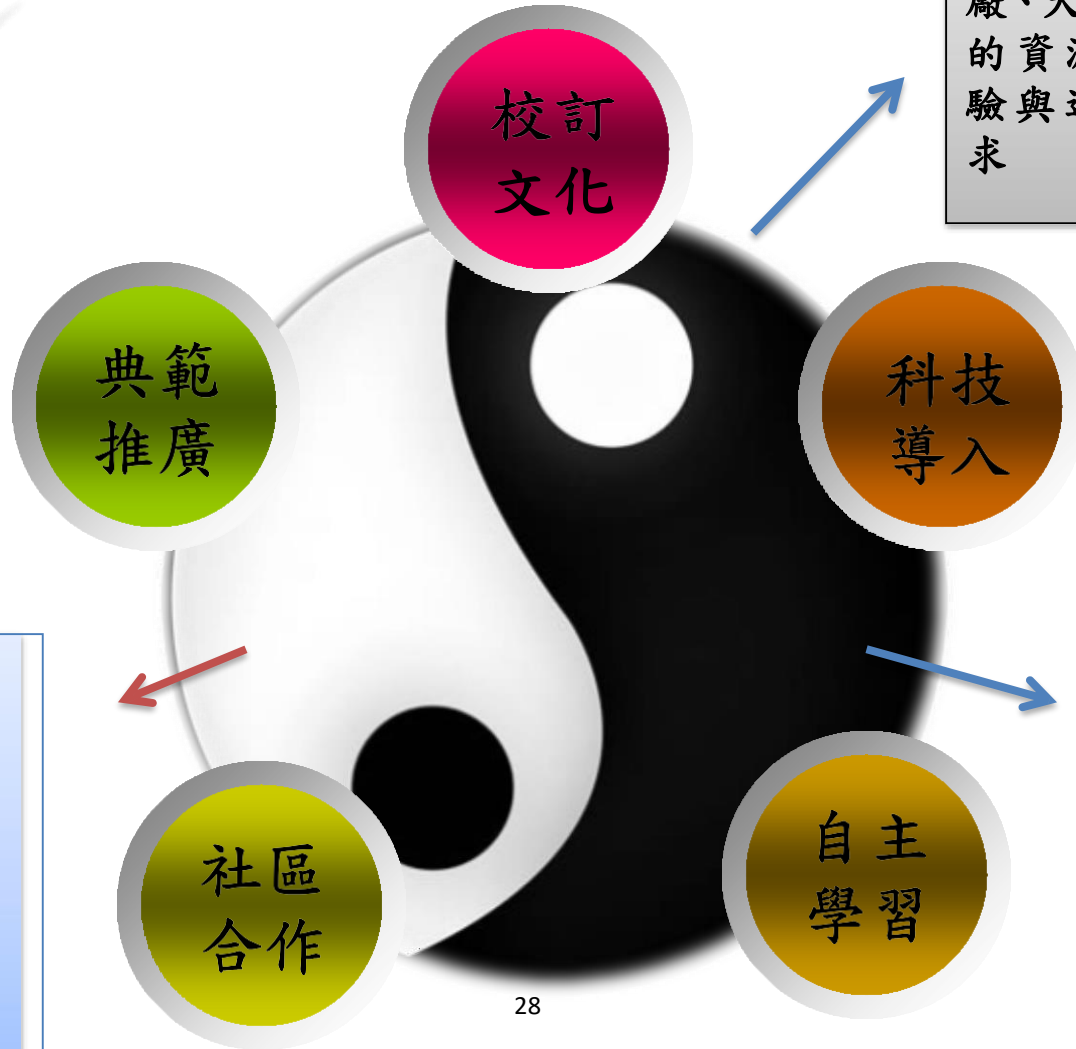 校訂
文化
廠、
的資
驗與
求
典範
推廣
科技
導入
社區
合作
自主
學習
28